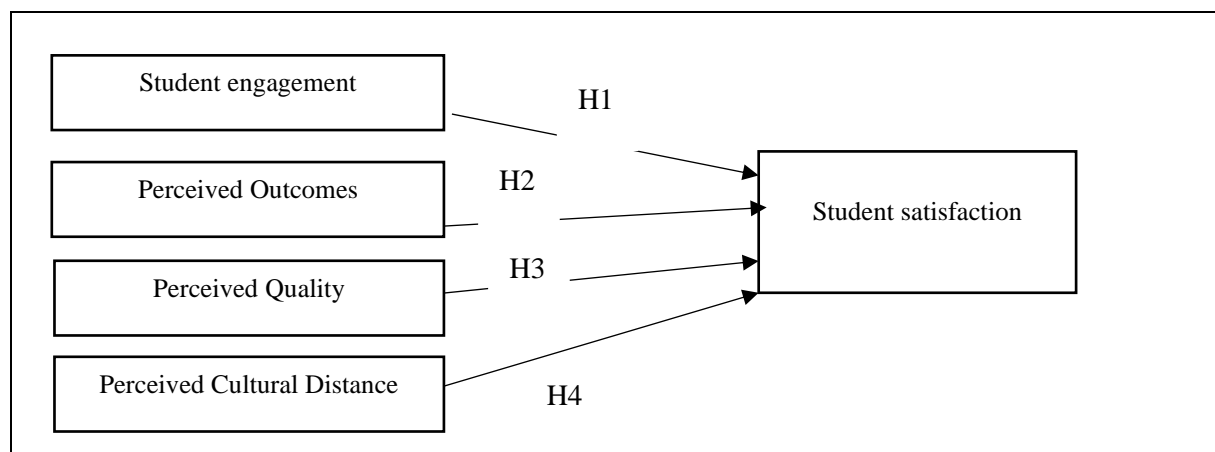 Student engagement
H1
Perceived Outcomes
H2
Student satisfaction
Perceived Quality
H3
Perceived Cultural Distance
H4